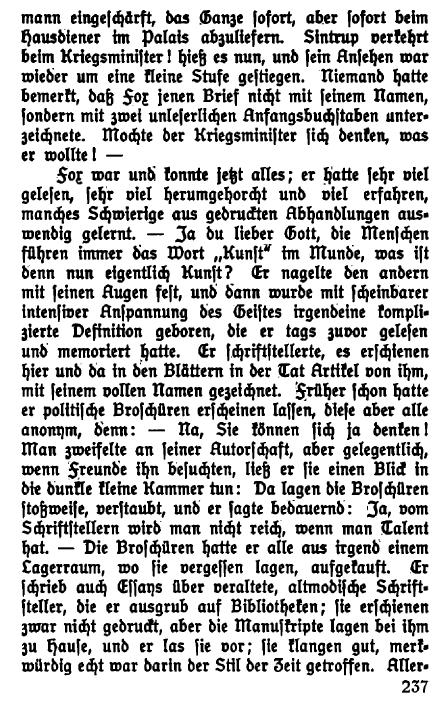 mann eingeschärft, das Ganze sofort, aber sofort beim
Hausdiener im Palais abzuliefern. Sintrup verkehrt
beim Kriegsminister! hieß es nun, und sein Ansehen war
wieder um eine kleine Stufe gestiegen. Niemand hatte
bemerkt, daß Fox jenen Brief nicht mit seinem Namen,
sondern mit zwei unleserlichen Anfangsbuchstaben unter-
zeichnete. Mochte der Kriegsminister sich denken, was
er wollte! —
Fox war und konnte jetzt alles; er hatte sehr viel
gelesen, sehr viel herumgehorcht und viel erfahren,
manches Schwierige aus gedruckten Abhandlungen aus-
wendig gelernt. — Ja du lieber Gott, die Menschen
führen immer das Wort „Kunst“ im Munde, was ist
denn nun eigentlich Kunst? Er nagelte den andern
mit seinen Augen fest, und dann wurde mit scheinbarer
intensiver Anspannung des Geistes irgendeine kompli-
zierte Definition geboren, die er tags zuvor gelesen
und memoriert hatte. Er schriftstellerte, es erschienen
hier und da in den Blättern in der Tat Artikel von ihm,
mit seinem vollen Namen gezeichnet. Früher schon hatte
er politische Broschüren erscheinen lassen, diese aber alle
anonym, denn: — Na, Sie können sich ja denken!
Man zweifelte an seiner Autorschaft, aber gelegentlich,
wenn Freunde ihn besuchten, ließ er sie einen Blick in
die dunkle kleine Kammer tun: Da lagen die Broschüren
stoßweise, verstaubt, und er sagte bedauernd: Ja, vom
Schriftstellern wird man nicht reich, wenn man Talent
hat. — Die Broschüren hatte er alle aus irgend einem
Lagerraum, wo sie vergessen lagen, aufgekauft. Er
schrieb auch Essays über veraltete, altmodische Schrift-
steller, die er ausgrub auf Bibliotheken; sie erschienen
zwar nicht gedruckt, aber die Manuskripte lagen bei ihm
zu Hause, und er las sie vor; sie klangen gut, merk-
würdig echt war darin der Stil der Zeit getroffen. Aller-
237